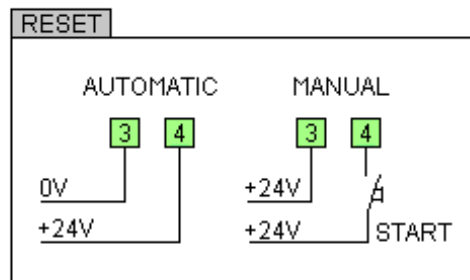 RESET
AUTOMATIC MANUAL
3 4 3 4
0V +24V
+24V +24V START